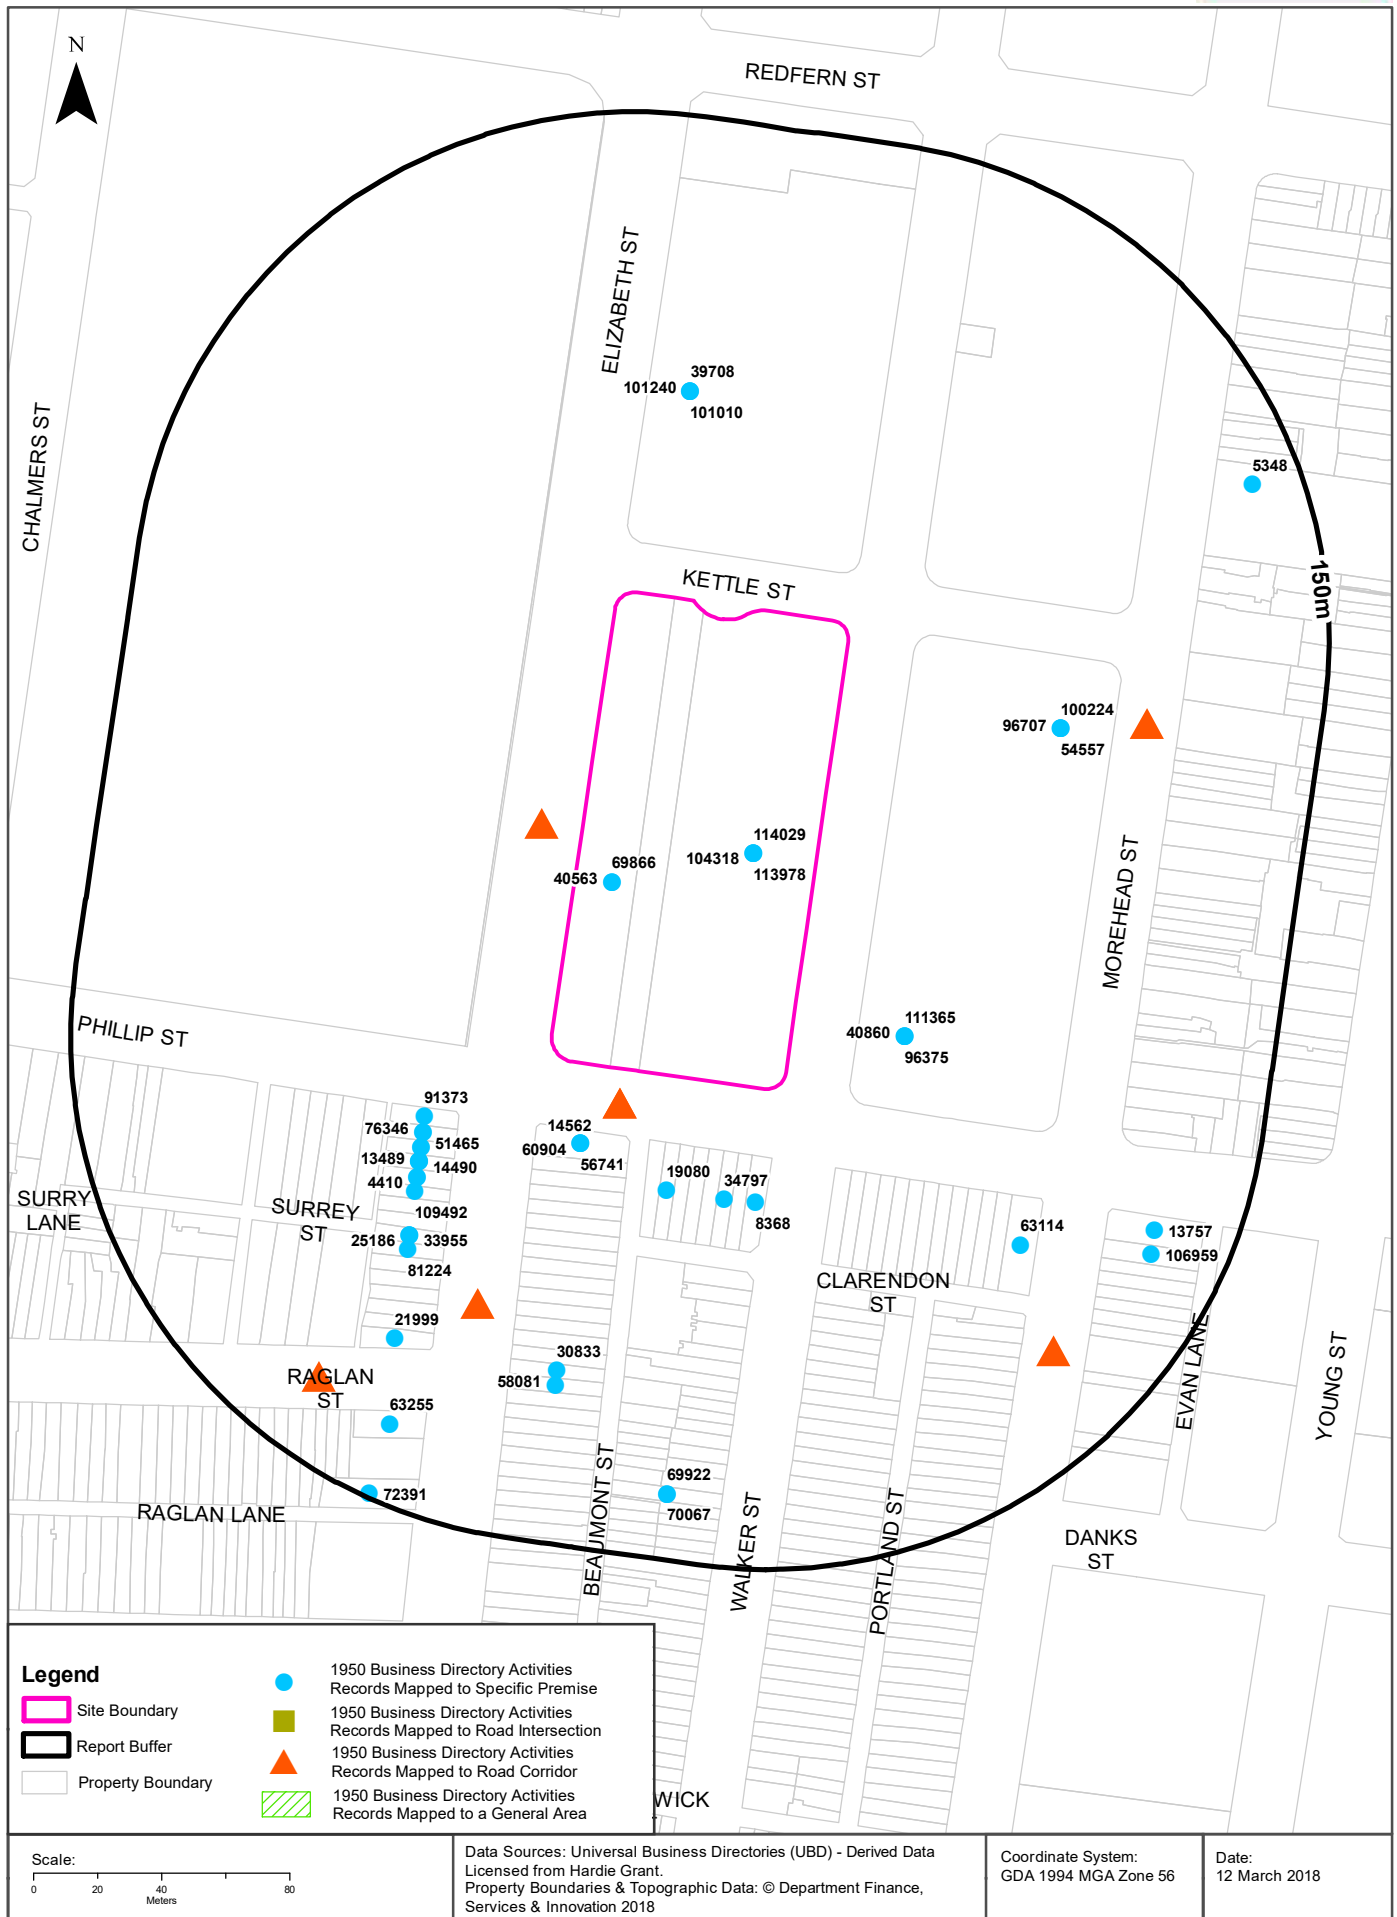 N
REDFERN ST
ELIZABETH ST
CHALMERS ST
39708
101240
101010
5348
KETTLE ST
150m
100224
96707
54557
114029
104318
113978
69866
40563
MOREHEAD ST
111365
40860
96375
PHILLIP ST
91373
76346
51465
13489
14490
4410
109492
25186
33955
81224
14562
60904
56741
19080
34797
8368
63114
13757
106959
SURRY
LANE
SURREY
ST
CLARENDON
ST
21999
30833
58081
RAGLAN
ST
63255
EVAN LANE
YOUNG ST
72391
RAGLAN LANE
69922
70067
BEAUMONT ST
WALKER ST
PORTLAND ST
DANKS
ST
WICK
Legend
Site Boundary
Report Buffer
Property Boundary
1950 Business Directory Activities
Records Mapped to Specific Premise
1950 Business Directory Activities
Records Mapped to Road Intersection
1950 Business Directory Activities
Records Mapped to Road Corridor
1950 Business Directory Activities
Records Mapped to a General Area
Scale:
0 20 40 80
Meters
Data Sources: Universal Business Directories (UBD) - Derived Data
Licensed from Hardie Grant.
Property Boundaries & Topographic Data: © Department Finance,
Services & Innovation 2018
Coordinate System:
GDA 1994 MGA Zone 56
Date:
12 March 2018